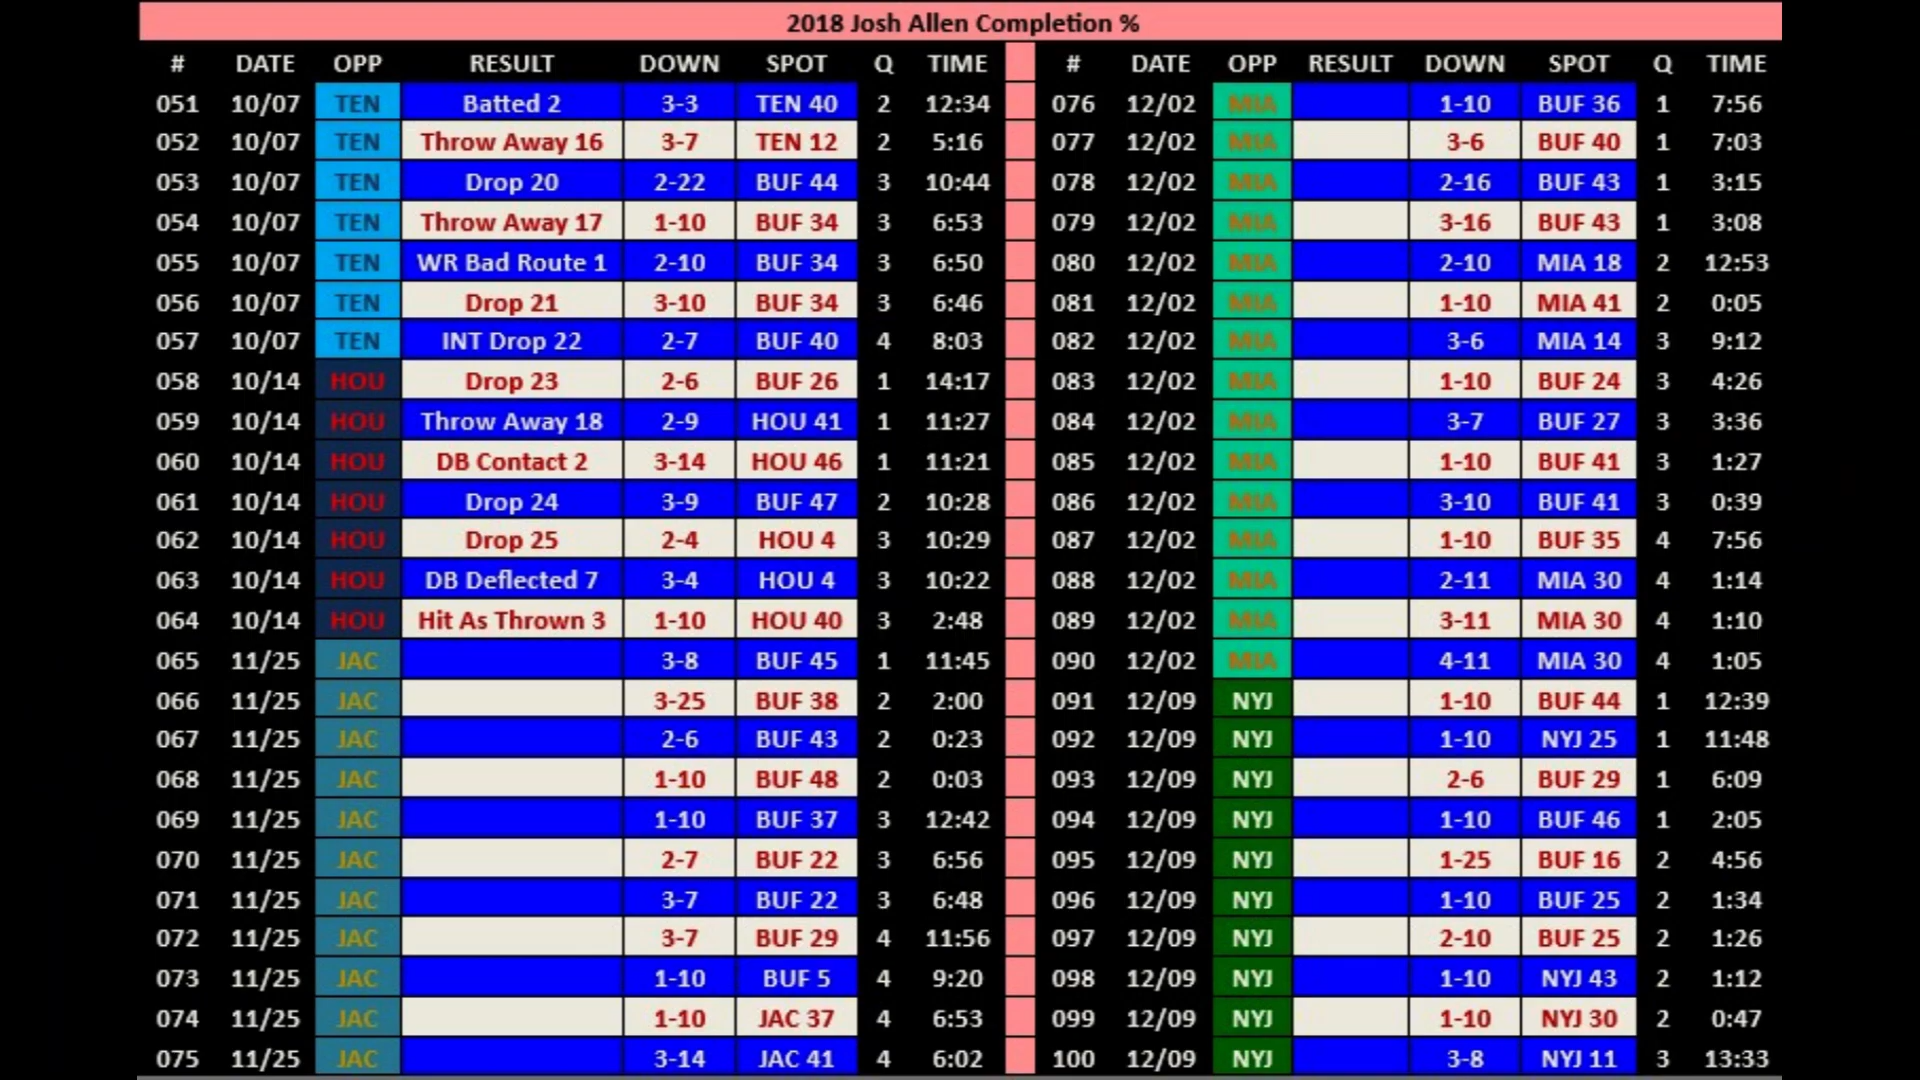 2018 Josh Allen Completion %
# DATE OPP RESULT DOWN SPOT Q TIME # DATE OPP RESULT DOWN SPOT Q TIME
051 10/07 TEN Batted 2 3-3 TEN 40 2 12:34 076 12/02 MIA 1-10 BUF 36 1 7:56
052 10/07 TEN Throw Away 16 3-7 TEN 12 2 5:16 077 12/02 MIA 3-6 BUF 40 1 7:03
053 10/07 TEN Drop 20 2-22 BUF 44 3 10:44 078 12/02 MIA 2-16 BUF 43 1 3:15
054 10/07 TEN Throw Away 17 1-10 BUF 34 3 6:53 079 12/02 MIA 3-16 BUF 43 1 3:08
055 10/07 TEN WR Bad Route 1 2-10 BUF 34 3 6:50 080 12/02 MIA 2-10 MIA 18 2 12:53
056 10/07 TEN Drop 21 3-10 BUF 34 3 6:46 081 12/02 MIA 1-10 MIA 41 2 0:05
057 10/07 TEN INT Drop 22 2-7 BUF 40 4 8:03 082 12/02 MIA 3-6 MIA 14 3 9:12
058 10/14 HOU Drop 23 2-6 BUF 26 1 14:17 083 12/02 MIA 1-10 BUF 24 3 4:26
059 10/14 HOU Throw Away 18 2-9 HOU 41 1 11:27 084 12/02 MIA 3-7 BUF 27 3 3:36
060 10/14 HOU DB Contact 2 3-14 HOU 46 1 11:21 085 12/02 MIA 1-10 BUF 41 3 1:27
061 10/14 HOU Drop 24 3-9 BUF 47 2 10:28 086 12/02 MIA 3-10 BUF 41 3 0:39
062 10/14 HOU Drop 25 2-4 HOU 4 3 10:29 087 12/02 MIA 1-10 BUF 35 4 7:56
063 10/14 HOU DB Deflected 7 3-4 HOU 4 3 10:22 088 12/02 MIA 2-11 MIA 30 4 1:14
064 10/14 HOU Hit As Thrown 3 1-10 HOU 40 3 2:48 089 12/02 MIA 3-11 MIA 30 4 1:10
065 11/25 JAC 3-8 BUF 45 1 11:45 090 12/02 MIA 4-11 MIA 30 4 1:05
066 11/25 JAC 3-25 BUF 38 2 2:00 091 12/09 NYJ 1-10 BUF 44 1 12:39
067 11/25 JAC 2-6 BUF 43 2 0:23 092 12/09 NYJ 1-10 NYJ 25 1 11:48
068 11/25 JAC 1-10 BUF 48 2 0:03 093 12/09 NYJ 2-6 BUF 29 1 6:09
069 11/25 JAC 1-10 BUF 37 3 12:42 094 12/09 NYJ 1-10 BUF 46 1 2:05
070 11/25 JAC 2-7 BUF 22 3 6:56 095 12/09 NYJ 1-25 BUF 16 2 4:56
071 11/25 JAC 3-7 BUF 22 3 6:48 096 12/09 NYJ 1-10 BUF 25 2 1:34
072 11/25 JAC 3-7 BUF 29 4 11:56 097 12/09 NYJ 2-10 BUF 25 2 1:26
073 11/25 JAC 1-10 BUF 5 4 9:20 098 12/09 NYJ 1-10 NYJ 43 2 1:12
074 11/25 JAC 1-10 JAC 37 4 6:53 099 12/09 NYJ 1-10 NYJ 30 2 0:47
075 11/25 JAC 3-14 JAC 41 4 6:02 100 12/09 NYJ 3-8 NYJ 11 3 13:33